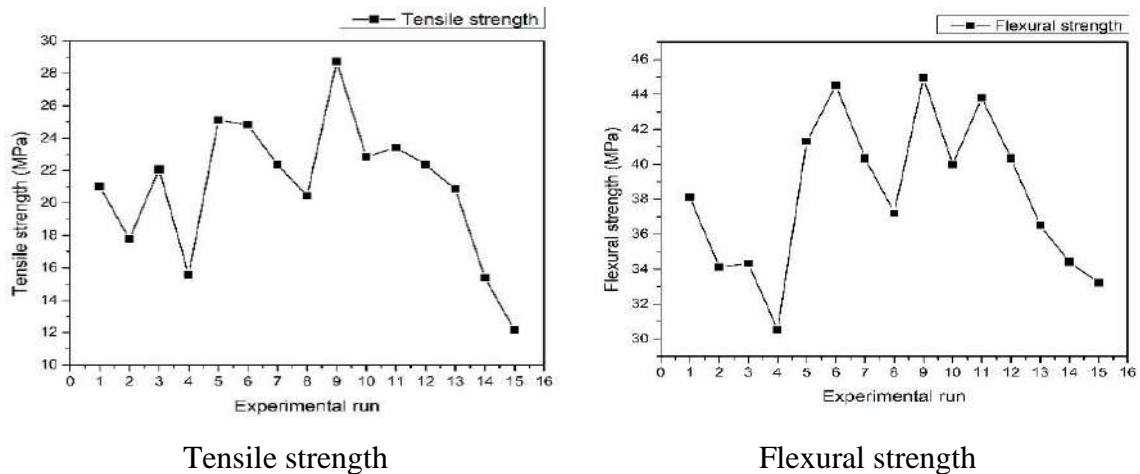 Tensile strength
30
28
26
24
22
20
18
16
14
12
10
Tensile strength (MPa)
0 1 2 3 4 5 6 7 8 9 10 11 12 13 14 15 16
Experimental run
Tensile strength
Flexural strength
46
44
42
40
38
36
34
32
30
Flexural strength (MPa)
0 1 2 3 4 5 6 7 8 9 10 11 12 13 14 15 16
Experimental run
Flexural strength